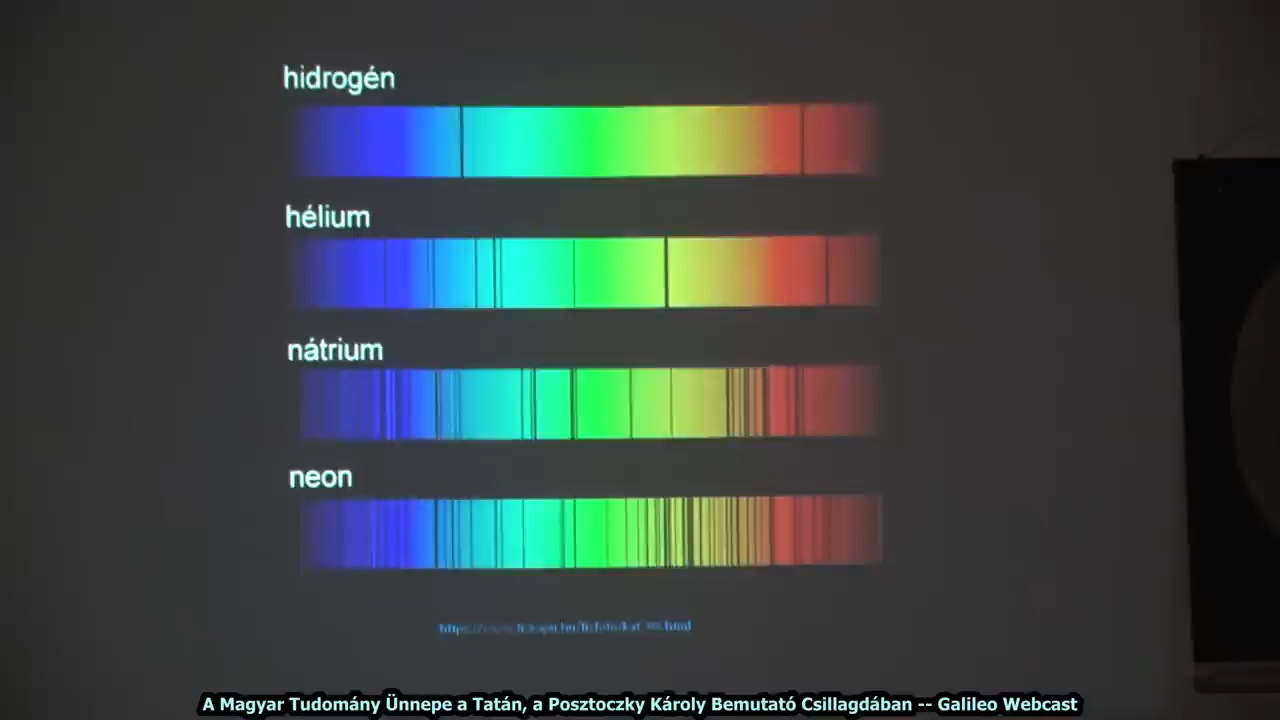 hidrogén
hélium
nátrium
neon
A Magyar Tudomány Ünnepe a Tatán, a Posztoczky Károly Bemutató Csillagdában -- Galileo Webcast